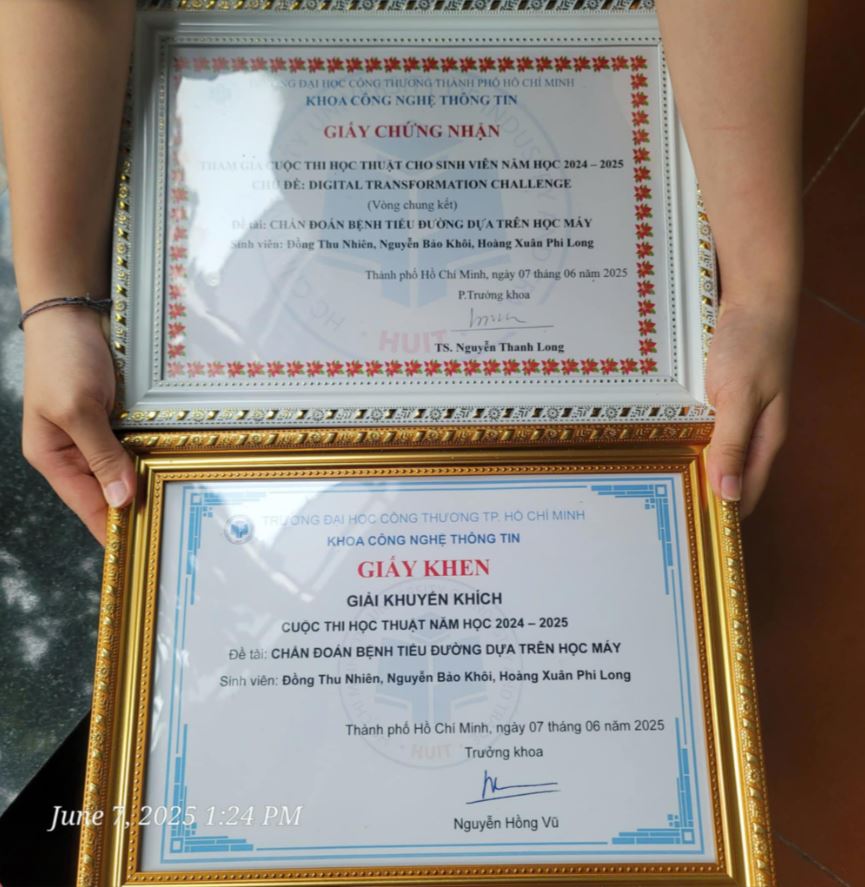 TRƯỜNG ĐẠI HỌC CÔNG THƯƠNG THÀNH PHỐ HỒ CHÍ MINH
KHOA CÔNG NGHỆ THÔNG TIN
GIẤY CHỨNG NHẬN
THAM GIA CUỘC THI HỌC THUẬT CHO SINH VIÊN NĂM HỌC 2024 – 2025
CHỦ ĐỀ: DIGITAL TRANSFORMATION CHALLENGE
(Vòng chung kết)
Đề tài: CHẨN ĐOÁN BỆNH TIỂU ĐƯỜNG DỰA TRÊN HỌC MÁY
Sinh viên: Đồng Thu Nhiên, Nguyễn Bảo Khôi, Hoàng Xuân Phi Long
Thành phố Hồ Chí Minh, ngày 07 tháng 06 năm 2025
P.Trưởng khoa
HUIT
TS. Nguyễn Thanh Long
TRƯỜNG ĐẠI HỌC CÔNG THƯƠNG TP. HỒ CHÍ MINH
KHOA CÔNG NGHỆ THÔNG TIN
GIẤY KHEN
GIẢI KHUYẾN KHÍCH
CUỘC THI HỌC THUẬT NĂM HỌC 2024 – 2025
Đề tài: CHẨN ĐOÁN BỆNH TIỂU ĐƯỜNG DỰA TRÊN HỌC MÁY
Sinh viên: Đồng Thu Nhiên, Nguyễn Bảo Khôi, Hoàng Xuân Phi Long
Thành phố Hồ Chí Minh, ngày 07 tháng 06 năm 2025
Trưởng khoa
HUIT
Nguyễn Hồng Vũ
June 7, 2025 1:24 PM